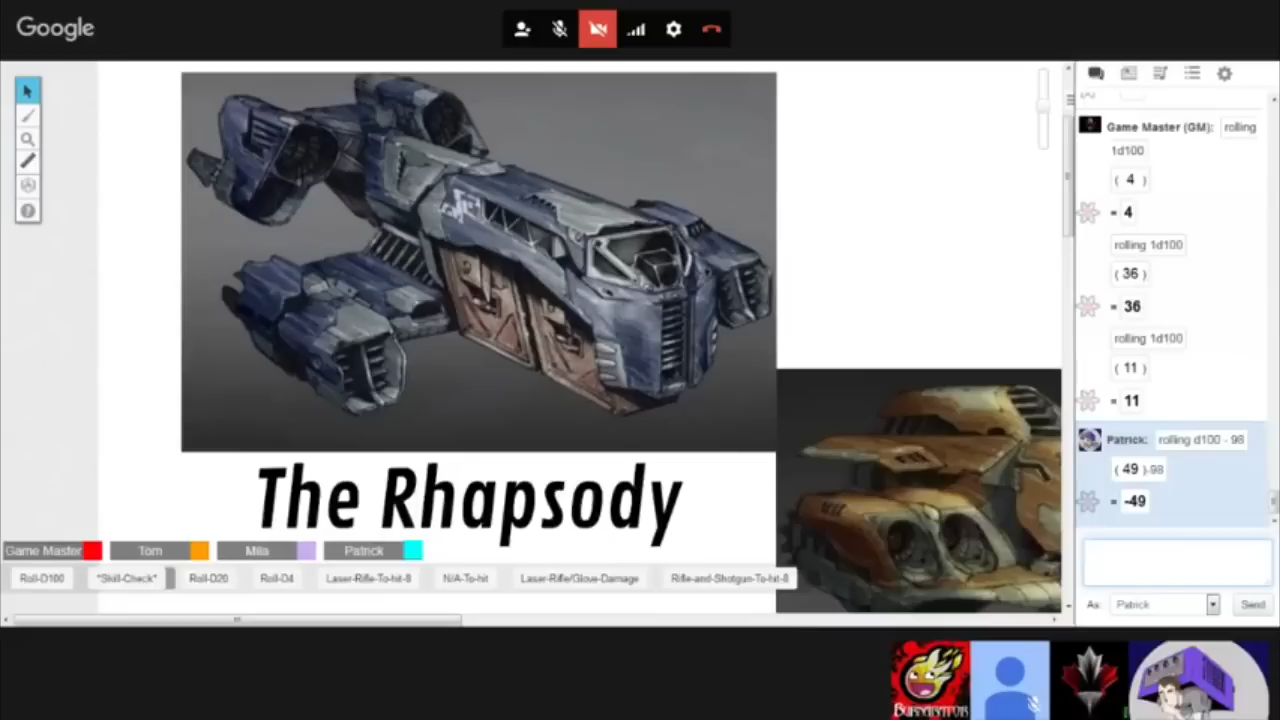 Google
Game Master (GM): rolling
1d100
( 4 )
= 4
rolling 1d100
( 36 )
= 36
rolling 1d100
( 11 )
= 11
Patrick: rolling d100 - 98
( 49 )-98
= -49
The Rhapsody
Game Master Tom Mila Patrick
Roll-D100 *Skill-Check* Roll-D20 Roll-D4 Laser-Rifle-To-hit-8 N/A-To-hit Laser-Rifle/Glove-Damage Rifle-and-Shotgun-To-hit-8
As: Patrick Send